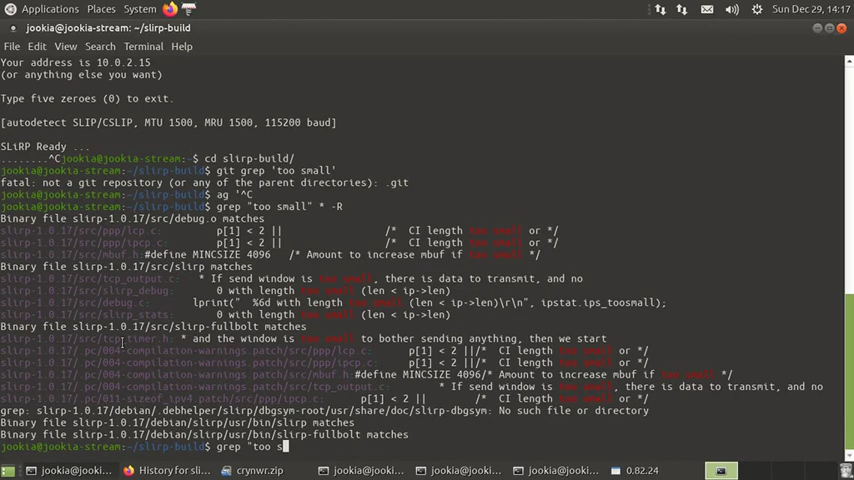 Applications Places System
Sun Dec 29, 14:17
jookia@jookia-stream: ~/slirp-build
File Edit View Search Terminal Help
Your address is 10.0.2.15
(or anything else you want)
Type five zeroes (0) to exit.
[autodetect SLIP/CSLIP, MTU 1500, MRU 1500, 115200 baud]
SLiRP Ready ...
........^Cjookia@jookia-stream:~$ cd slirp-build/
jookia@jookia-stream:~/slirp-build$ git grep 'too small'
fatal: not a git repository (or any of the parent directories): .git
jookia@jookia-stream:~/slirp-build$ ag '^C
jookia@jookia-stream:~/slirp-build$ grep "too small" * -R
Binary file slirp-1.0.17/src/debug.o matches
slirp-1.0.17/src/ppp/lcp.c: p[1] < 2 || /* CI length too small or */
slirp-1.0.17/src/ppp/ipcp.c: p[1] < 2 || /* CI length too small or */
slirp-1.0.17/src/mbuf.h:#define MINCSIZE 4096 /* Amount to increase mbuf if too small */
Binary file slirp-1.0.17/src/slirp matches
slirp-1.0.17/src/tcp_output.c: * If send window is too small, there is data to transmit, and no
slirp-1.0.17/src/slirp_debug: 0 with length too small (len < ip->len)
slirp-1.0.17/src/debug.c: lprint(" %6d with length too small (len < ip->len)\r\n", ipstat.ips_toosmall);
slirp-1.0.17/src/slirp_stats: 0 with length too small (len < ip->len)
Binary file slirp-1.0.17/src/slirp-fullbolt matches
slirp-1.0.17/src/tcp_timer.h: * and the window is too small to bother sending anything, then we start
slirp-1.0.17/.pc/004-compilation-warnings.patch/src/ppp/lcp.c: p[1] < 2 ||/* CI length too small or */
slirp-1.0.17/.pc/004-compilation-warnings.patch/src/ppp/ipcp.c: p[1] < 2 ||/* CI length too small or */
slirp-1.0.17/.pc/004-compilation-warnings.patch/src/mbuf.h:#define MINCSIZE 4096/* Amount to increase mbuf if too small */
slirp-1.0.17/.pc/004-compilation-warnings.patch/src/tcp_output.c: * If send window is too small, there is data to transmit, and no
slirp-1.0.17/.pc/011-sizeof_ipv4.patch/src/ppp/ipcp.c: p[1] < 2 ||/* CI length too small or */
grep: slirp-1.0.17/debian/.debhelper/slirp/dbgsym-root/usr/share/doc/slirp-dbgsym: No such file or directory
Binary file slirp-1.0.17/debian/slirp/usr/bin/slirp matches
Binary file slirp-1.0.17/debian/slirp/usr/bin/slirp-fullbolt matches
jookia@jookia-stream:~/slirp-build$ grep "too s
jookia@jookia... History for sli... crynwr.zip jookia@jookia... jookia@jookia... jookia@jookia... 0.82.24